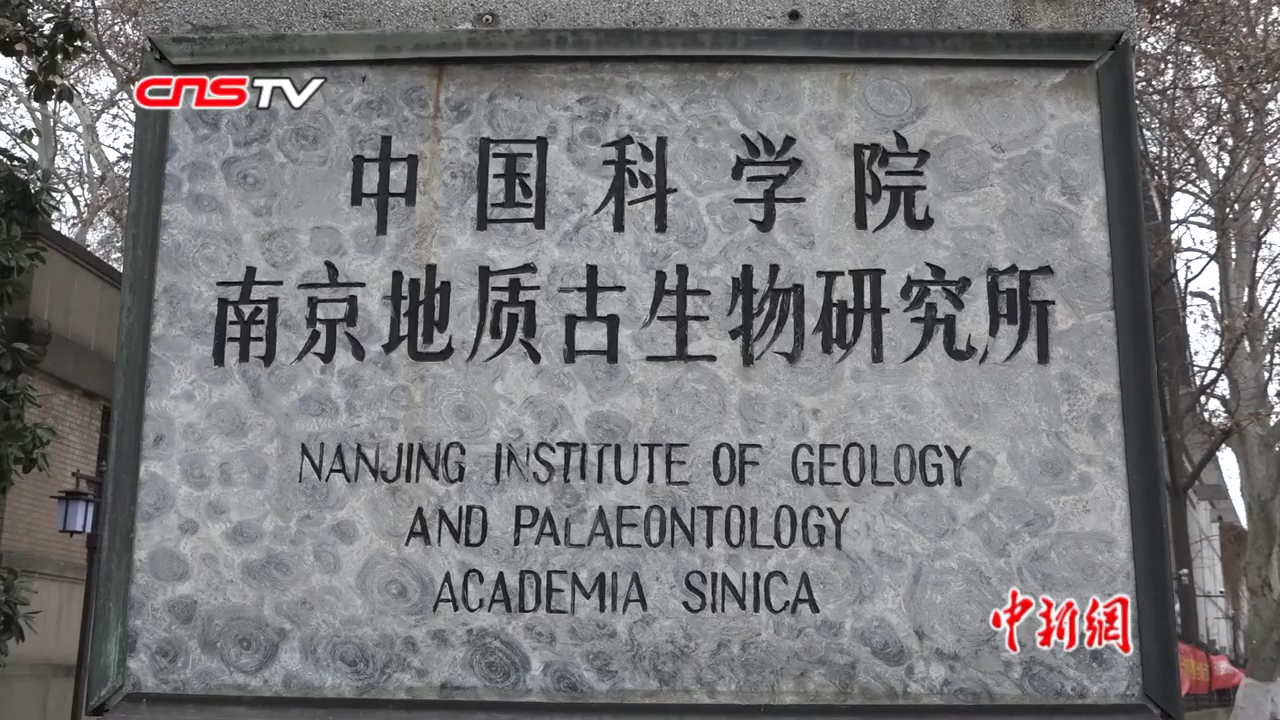 CNSTV
中国科学院
南京地质古生物研究所
NANJING INSTITUTE OF GEOLOGY
AND PALAEONTOLOGY
ACADEMIA SINICA
中新網